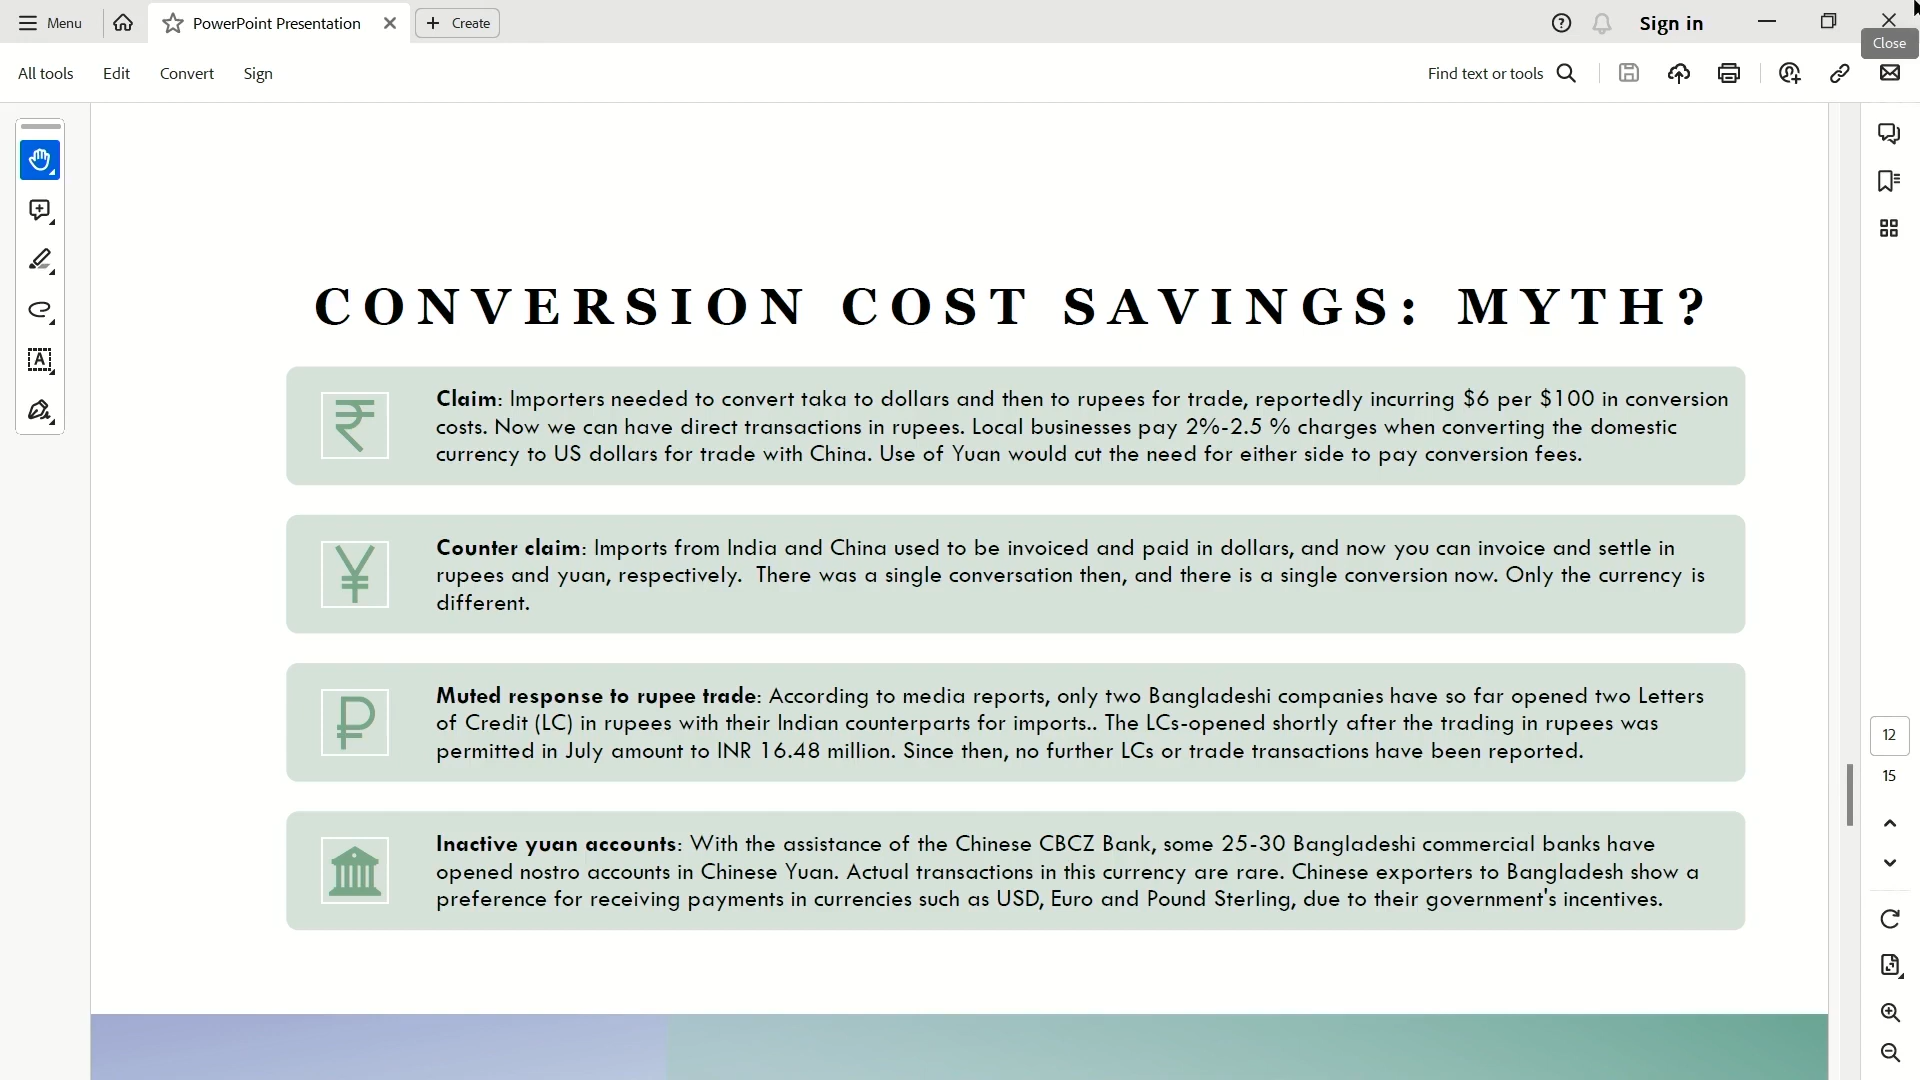 Menu
PowerPoint Presentation
Create
Sign in
Close
All tools
Edit
Convert
Sign
Find text or tools
CONVERSION COST SAVINGS: MYTH?
Claim: Importers needed to convert taka to dollars and then to rupees for trade, reportedly incurring $6 per $100 in conversion
costs. Now we can have direct transactions in rupees. Local businesses pay 2%-2.5 % charges when converting the domestic
currency to US dollars for trade with China. Use of Yuan would cut the need for either side to pay conversion fees.
Counter claim: Imports from India and China used to be invoiced and paid in dollars, and now you can invoice and settle in
rupees and yuan, respectively.  There was a single conversation then, and there is a single conversion now. Only the currency is
different.
Muted response to rupee trade: According to media reports, only two Bangladeshi companies have so far opened two Letters
of Credit (LC) in rupees with their Indian counterparts for imports.. The LCs-opened shortly after the trading in rupees was
permitted in July amount to INR 16.48 million. Since then, no further LCs or trade transactions have been reported.
Inactive yuan accounts: With the assistance of the Chinese CBCZ Bank, some 25-30 Bangladeshi commercial banks have
opened nostro accounts in Chinese Yuan. Actual transactions in this currency are rare. Chinese exporters to Bangladesh show a
preference for receiving payments in currencies such as USD, Euro and Pound Sterling, due to their government's incentives.
12
15